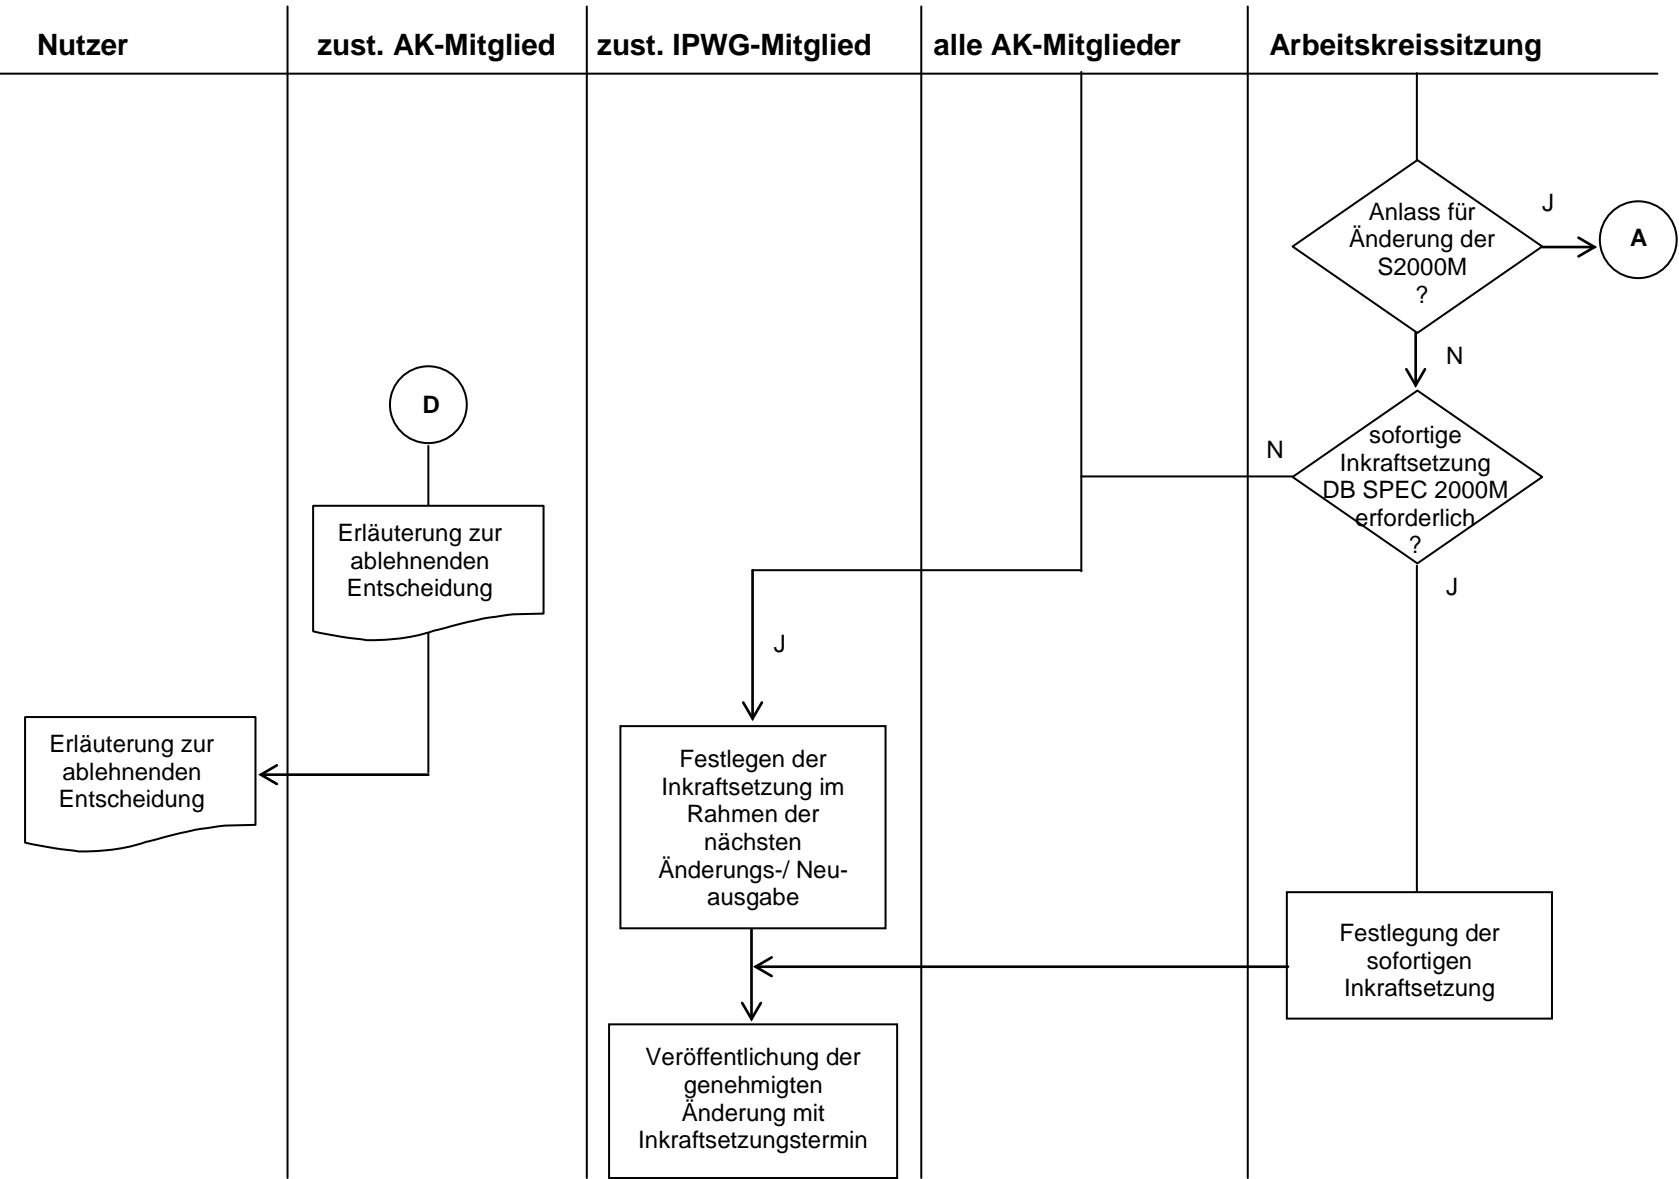 Nutzer
zust. AK-Mitglied
zust. IPWG-Mitglied
alle AK-Mitglieder
Arbeitskreissitzung
Anlass für
Änderung der
S2000M
?
J
A
N
sofortige
Inkraftsetzung
DB SPEC 2000M
erforderlich
?
N
J
D
Erläuterung zur
ablehnenden
Entscheidung
Erläuterung zur
ablehnenden
Entscheidung
J
Festlegen der
Inkraftsetzung im
Rahmen der
nächsten
Änderungs-/ Neu-
ausgabe
Festlegung der
sofortigen
Inkraftsetzung
Veröffentlichung der
genehmigten
Änderung mit
Inkraftsetzungstermin